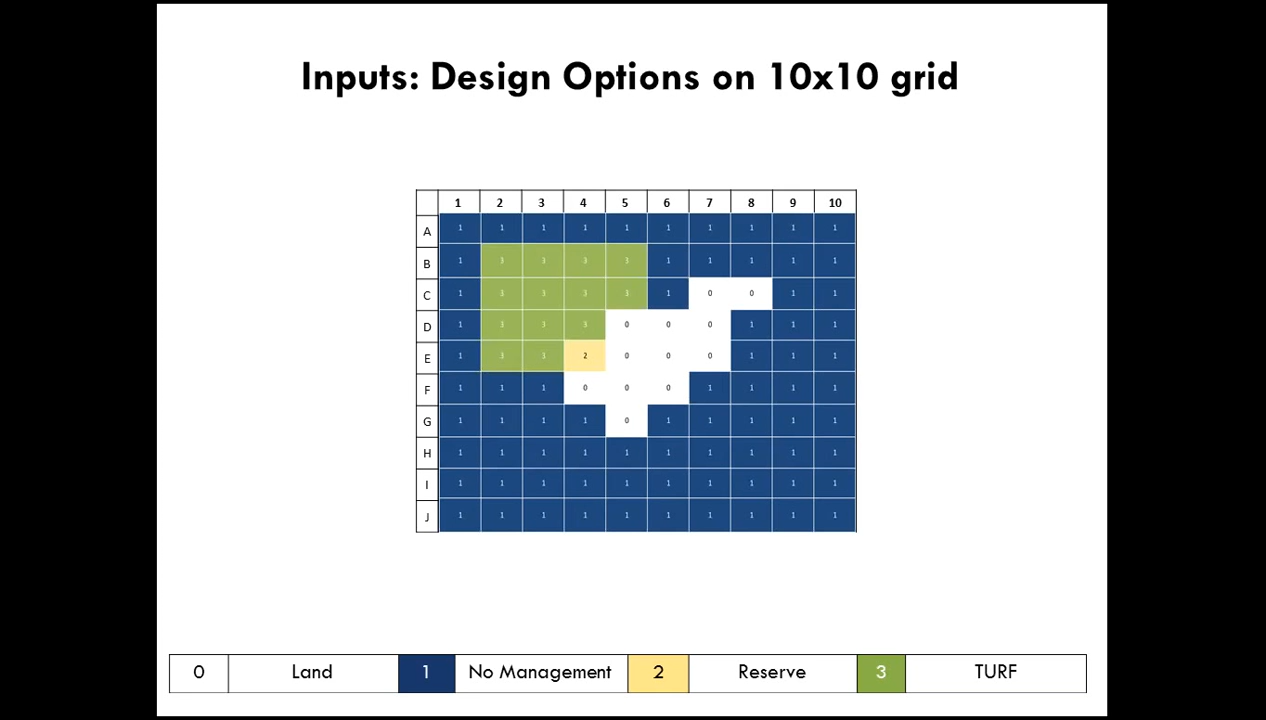 Inputs: Design Options on 10x10 grid
1 2 3 4 5 6 7 8 9 10
A 1 1 1 1 1 1 1 1 1 1
B 1 3 3 3 3 1 1 1 1 1
C 1 3 3 3 3 1 0 0 1 1
D 1 3 3 3 0 0 0 1 1 1
E 1 3 3 2 0 0 0 1 1 1
F 1 1 1 0 0 0 1 1 1 1
G 1 1 1 1 0 1 1 1 1 1
H 1 1 1 1 1 1 1 1 1 1
I 1 1 1 1 1 1 1 1 1 1
J 1 1 1 1 1 1 1 1 1 1
0 Land 1 No Management 2 Reserve 3 TURF